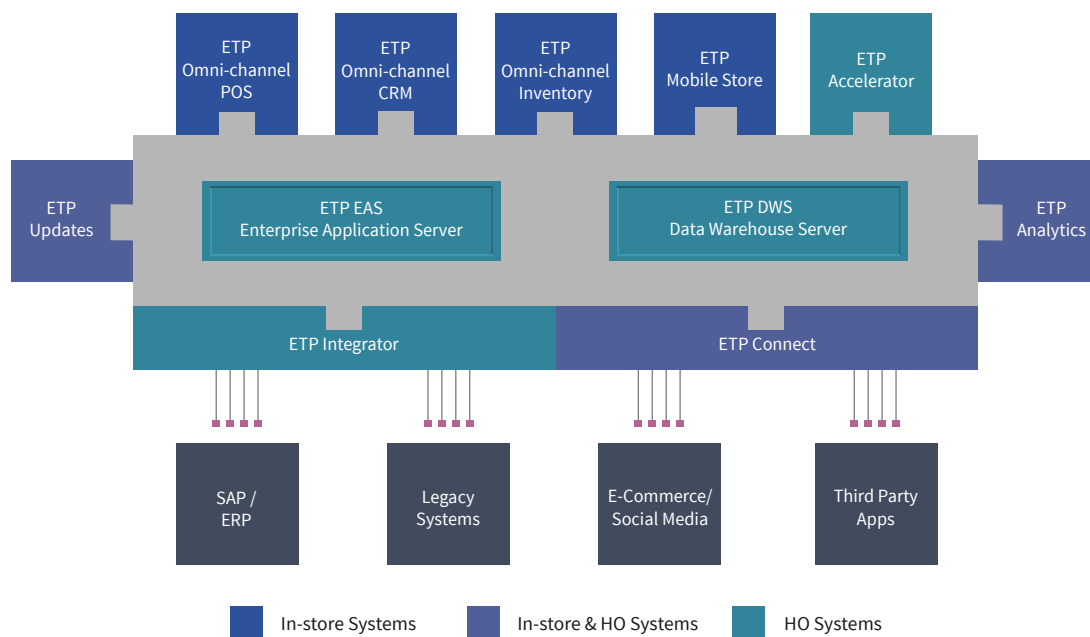 ETP
Omni-channel
POS
ETP
Omni-channel
CRM
ETP
Omni-channel
Inventory
ETP
Mobile Store
ETP
Accelerator
ETP
Updates
ETP EAS
Enterprise Application Server
ETP DWS
Data Warehouse Server
ETP
Analytics
ETP Integrator
ETP Connect
SAP /
ERP
Legacy
Systems
E-Commerce/
Social Media
Third Party
Apps
In-store Systems
In-store & HO Systems
HO Systems